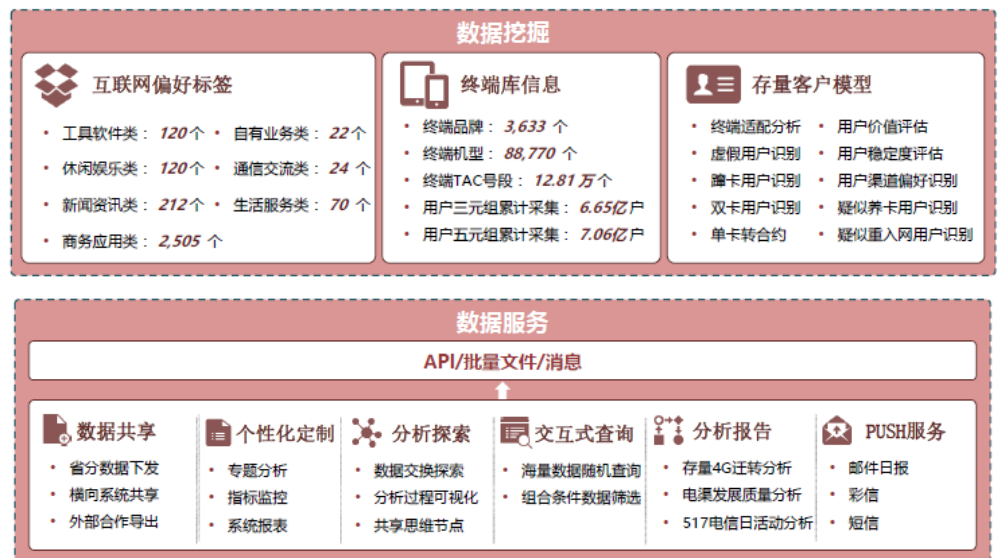 数据挖掘
互联网偏好标签
• 工具软件类： 120个 • 自有业务类： 22个
• 休闲娱乐类： 120个 • 通信交流类： 24 个
• 新闻资讯类： 212个 • 生活服务类： 70 个
• 商务应用类： 2,505 个
终端库信息
• 终端品牌： 3,633 个
• 终端机型： 88,770 个
• 终端TAC号段： 12.81 万个
• 用户三元组累计采集： 6.65亿户
• 用户五元组累计采集： 7.06亿户
存量客户模型
• 终端适配分析 • 用户价值评估
• 虚假用户识别 • 用户稳定度评估
• 蹿卡用户识别 • 用户渠道偏好识别
• 双卡用户识别 • 疑似养卡用户识别
• 单卡转合约 • 疑似重入网用户识别
数据服务
API/批量文件/消息
数据共享
• 省分数据下发
• 横向系统共享
• 外部合作导出
个性化定制
• 专题分析
• 指标监控
• 系统报表
分析探索
• 数据交换探索
• 分析过程可视化
• 共享思维节点
交互式查询
• 海量数据随机查询
• 组合条件数据筛选
分析报告
• 存量4G迁转分析
• 电渠发展质量分析
• 517电信日活动分析
PUSH服务
• 邮件日报
• 彩信
• 短信